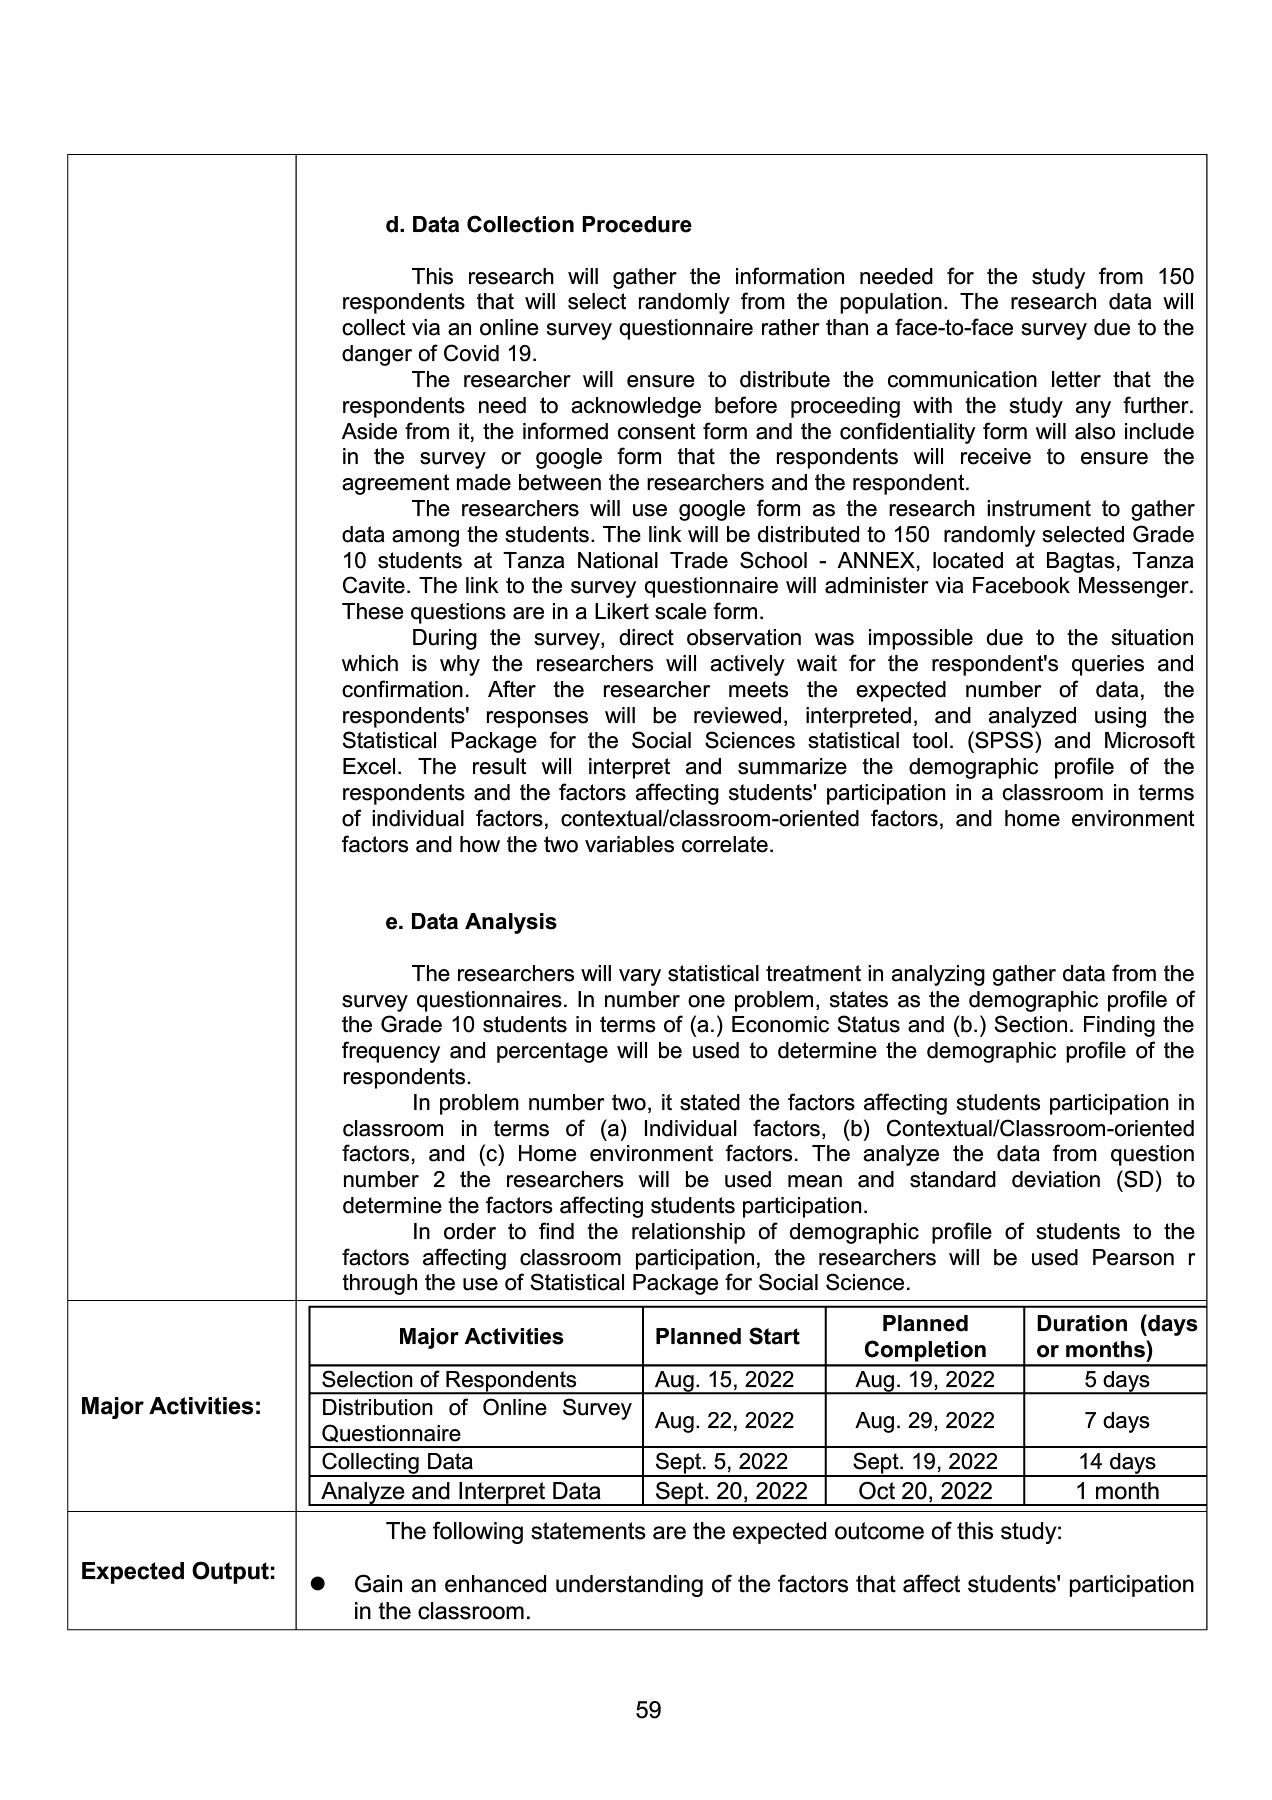 d. Data Collection Procedure
This research will gather the information needed for the study from 150
respondents that will select randomly from the population. The research data will
collect via an online survey questionnaire rather than a face-to-face survey due to the
danger of Covid 19.
The researcher will ensure to distribute the communication letter that the
respondents need to acknowledge before proceeding with the study any further.
Aside from it, the informed consent form and the confidentiality form will also include
in the survey or google form that the respondents will receive to ensure the
agreement made between the researchers and the respondent.
The researchers will use google form as the research instrument to gather
data among the students. The link will be distributed to 150 randomly selected Grade
10 students at Tanza National Trade School - ANNEX, located at Bagtas, Tanza
Cavite. The link to the survey questionnaire will administer via Facebook Messenger.
These questions are in a Likert scale form.
During the survey, direct observation was impossible due to the situation
which is why the researchers will actively wait for the respondent's queries and
confirmation. After the researcher meets the expected number of data, the
respondents' responses will be reviewed, interpreted, and analyzed using the
Statistical Package for the Social Sciences statistical tool. (SPSS) and Microsoft
Excel. The result will interpret and summarize the demographic profile of the
respondents and the factors affecting students' participation in a classroom in terms
of individual factors, contextual/classroom-oriented factors, and home environment
factors and how the two variables correlate.
e. Data Analysis
The researchers will vary statistical treatment in analyzing gather data from the
survey questionnaires. In number one problem, states as the demographic profile of
the Grade 10 students in terms of (a.) Economic Status and (b.) Section. Finding the
frequency and percentage will be used to determine the demographic profile of the
respondents.
In problem number two, it stated the factors affecting students participation in
classroom in terms of (a) Individual factors, (b) Contextual/Classroom-oriented
factors, and (c) Home environment factors. The analyze the data from question
number 2 the researchers will be used mean and standard deviation (SD) to
determine the factors affecting students participation.
In order to find the relationship of demographic profile of students to the
factors affecting classroom participation, the researchers will be used Pearson r
through the use of Statistical Package for Social Science.
Major Activities:
Major Activities Planned Start Planned Completion Duration (days or months)
Selection of Respondents Aug. 15, 2022 Aug. 19, 2022 5 days
Distribution of Online Survey Questionnaire Aug. 22, 2022 Aug. 29, 2022 7 days
Collecting Data Sept. 5, 2022 Sept. 19, 2022 14 days
Analyze and Interpret Data Sept. 20, 2022 Oct 20, 2022 1 month
Expected Output:
The following statements are the expected outcome of this study:
● Gain an enhanced understanding of the factors that affect students' participation
in the classroom.
59